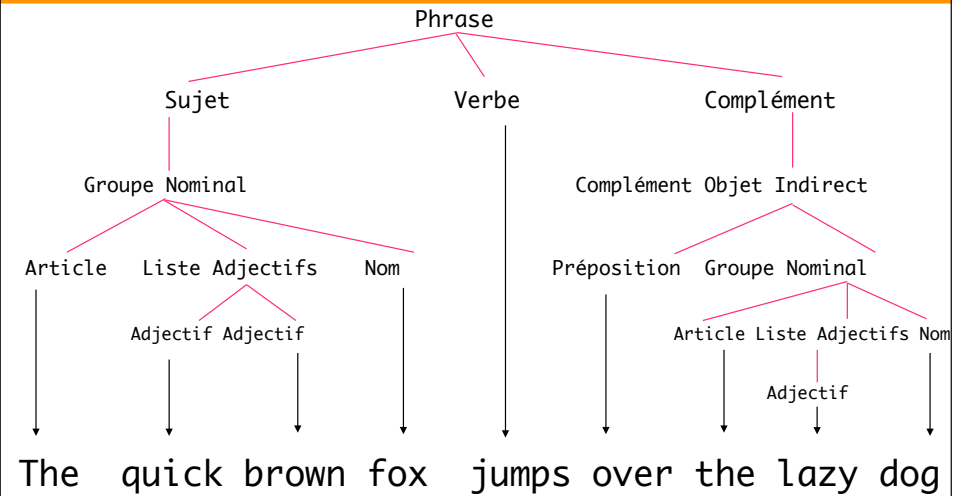 Phrase
Sujet Verbe Complément
Groupe Nominal Complément Objet Indirect
Article Liste Adjectifs Nom Préposition Groupe Nominal
Adjectif Adjectif Article Liste Adjectifs Nom
Adjectif
The quick brown fox jumps over the lazy dog